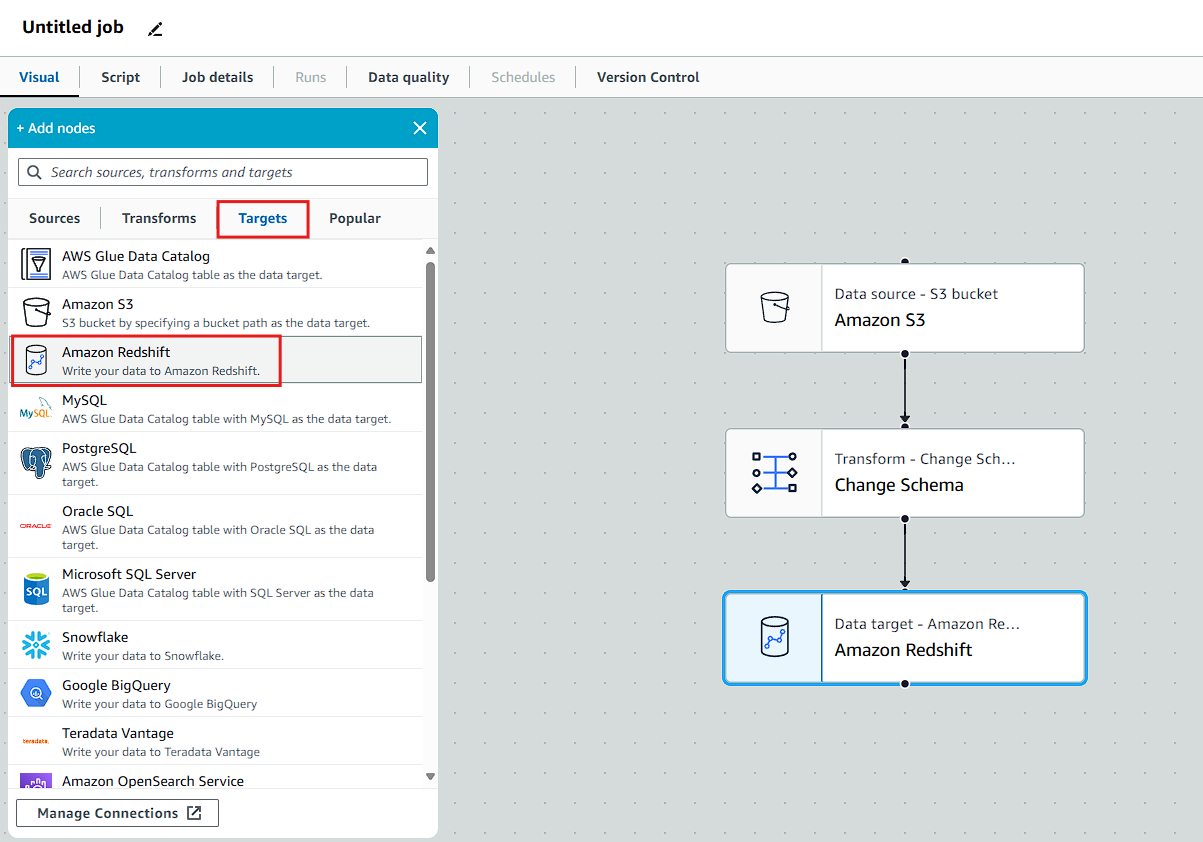 Untitled job
Visual
Script
Job details
Runs
Data quality
Schedules
Version Control
+ Add nodes
Search sources, transforms and targets
Sources
Transforms
Targets
Popular
AWS Glue Data Catalog
AWS Glue Data Catalog table as the data target.
Amazon S3
S3 bucket by specifying a bucket path as the data target.
Amazon Redshift
Write your data to Amazon Redshift.
MySQL
MySQL
AWS Glue Data Catalog table with MySQL as the data target.
PostgreSQL
AWS Glue Data Catalog table with PostgreSQL as the data
target.
ORACLE
Oracle SQL
AWS Glue Data Catalog table with Oracle SQL as the data
target.
SQL
Microsoft SQL Server
AWS Glue Data Catalog table with SQL Server as the data
target.
Snowflake
Write your data to Snowflake.
Google BigQuery
Write your data to Google BigQuery
teradata.
Teradata Vantage
Write your data to Teradata Vantage
Amazon OpenSearch Service
Manage Connections
Data source - S3 bucket
Amazon S3
Transform - Change Sch…
Change Schema
Data target - Amazon Re…
Amazon Redshift